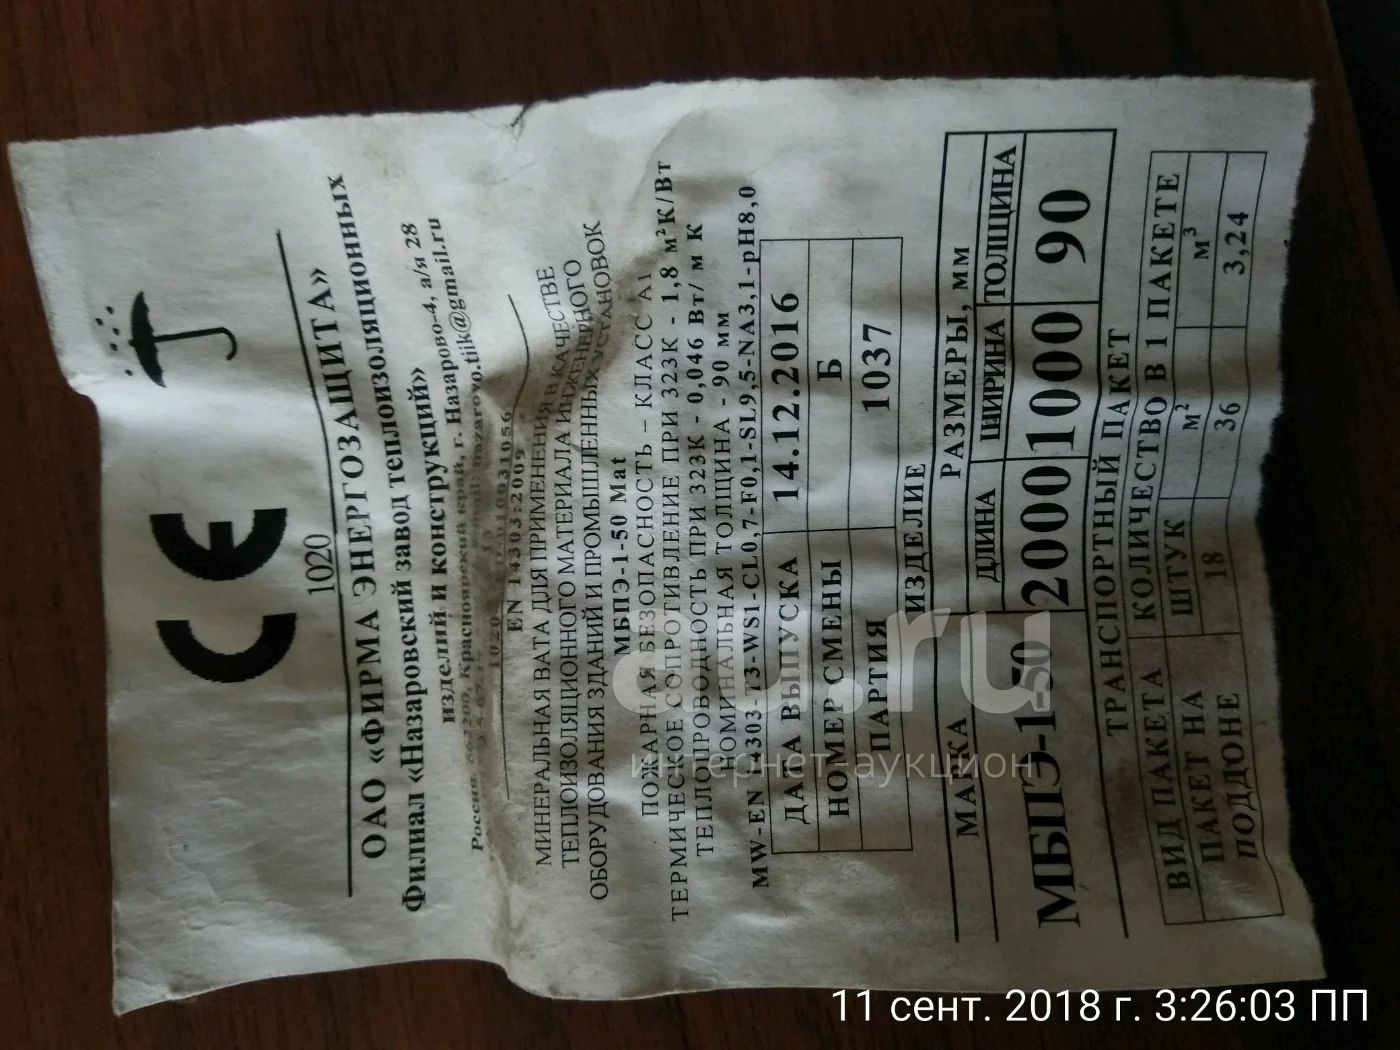 CE
1020
ОАО «ФИРМА ЭНЕРГОЗАЩИТА»
Филиал «Назаровский завод теплоизоляционных
изделий и конструкций»
Россия, 662200, Красноярский край, г. Назарово-4, а/я 28
nazarovo.tiik@gmail.ru
13
EN 14303:2009
МИНЕРАЛЬНАЯ ВАТА ДЛЯ ПРИМЕНЕНИЯ В КАЧЕСТВЕ
ТЕПЛОИЗОЛЯЦИОННОГО МАТЕРИАЛА ИНЖЕНЕРНОГО
ОБОРУДОВАНИЯ ЗДАНИЙ И ПРОМЫШЛЕННЫХ УСТАНОВОК
МБПЭ-1-50 Mat
ПОЖАРНАЯ БЕЗОПАСНОСТЬ – КЛАСС А1
ТЕРМИЧЕСКОЕ СОПРОТИВЛЕНИЕ ПРИ 323К - 1,8 м²К/Вт
ТЕПЛОПРОВОДНОСТЬ ПРИ 323К - 0,046 Вт/ м К
НОМИНАЛЬНАЯ ТОЛЩИНА - 90 мм
MW-EN 14303-T3-WS1-CL0,7-F0,1-SL9,5-NA3,1-pH8,0
ДАТА ВЫПУСКА 14.12.2016
НОМЕР СМЕНЫ Б
ПАРТИЯ 1037
ИЗДЕЛИЕ
МАРКА РАЗМЕРЫ, мм
ДЛИНА ШИРИНА ТОЛЩИНА
МБПЭ-1-50 2000 1000 90
ТРАНСПОРТНЫЙ ПАКЕТ
ВИД ПАКЕТА КОЛИЧЕСТВО В 1 ПАКЕТЕ
ПАКЕТ НА ПОДДОНЕ ШТУК м² м³
18 36 3,24
au.ru
интернет-аукцион
11 сент. 2018 г. 3:26:03 ПП